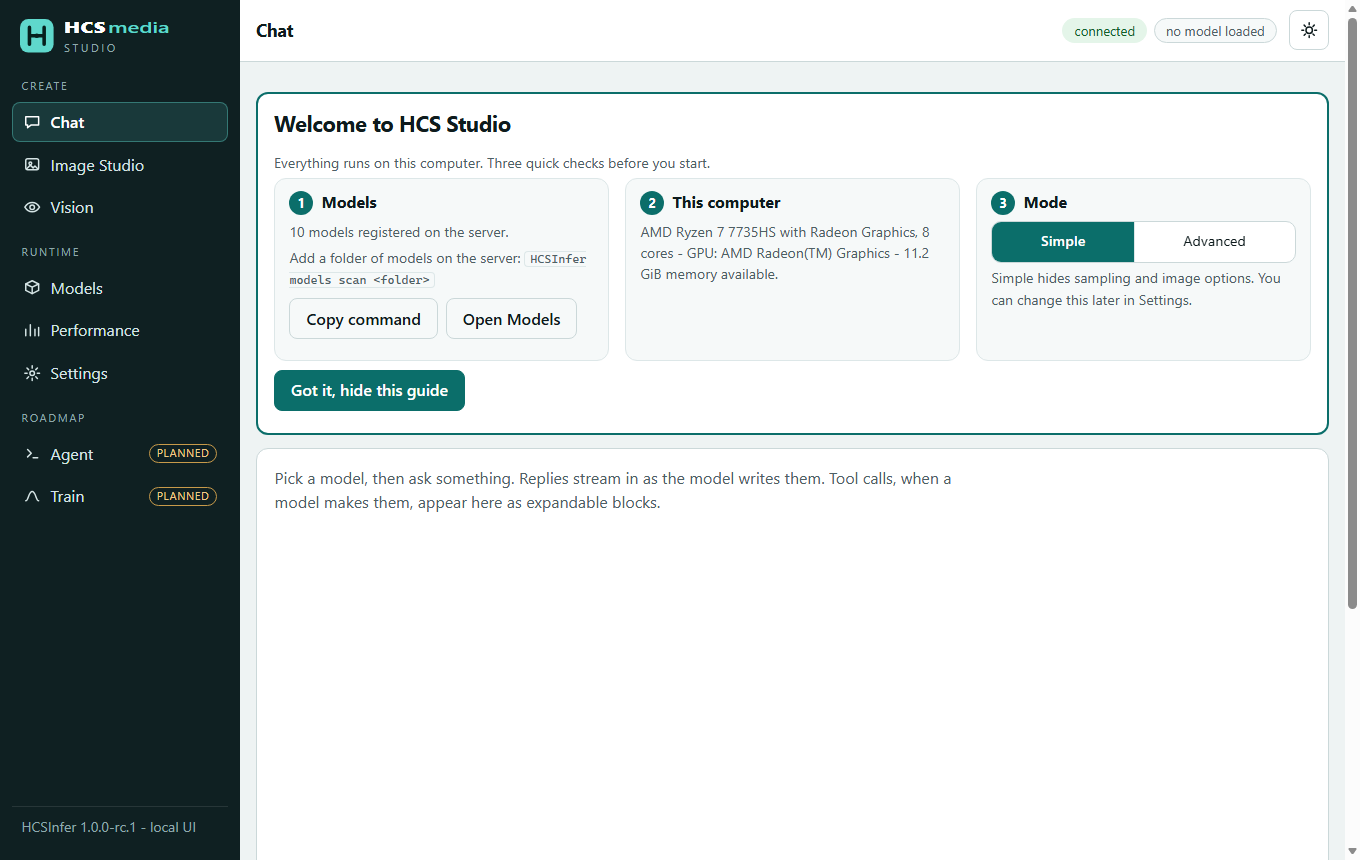 HCSmedia
STUDIO
CREATE
Chat
Image Studio
Vision
RUNTIME
Models
Performance
Settings
ROADMAP
Agent PLANNED
Train PLANNED
HCSInfer 1.0.0-rc.1 - local UI
Chat
connected
no model loaded
Welcome to HCS Studio
Everything runs on this computer. Three quick checks before you start.
1 Models
10 models registered on the server.
Add a folder of models on the server: HCSInfer
models scan <folder>
Copy command
Open Models
2 This computer
AMD Ryzen 7 7735HS with Radeon Graphics, 8
cores - GPU: AMD Radeon(TM) Graphics - 11.2
GiB memory available.
3 Mode
Simple
Advanced
Simple hides sampling and image options. You
can change this later in Settings.
Got it, hide this guide
Pick a model, then ask something. Replies stream in as the model writes them. Tool calls, when a
model makes them, appear here as expandable blocks.